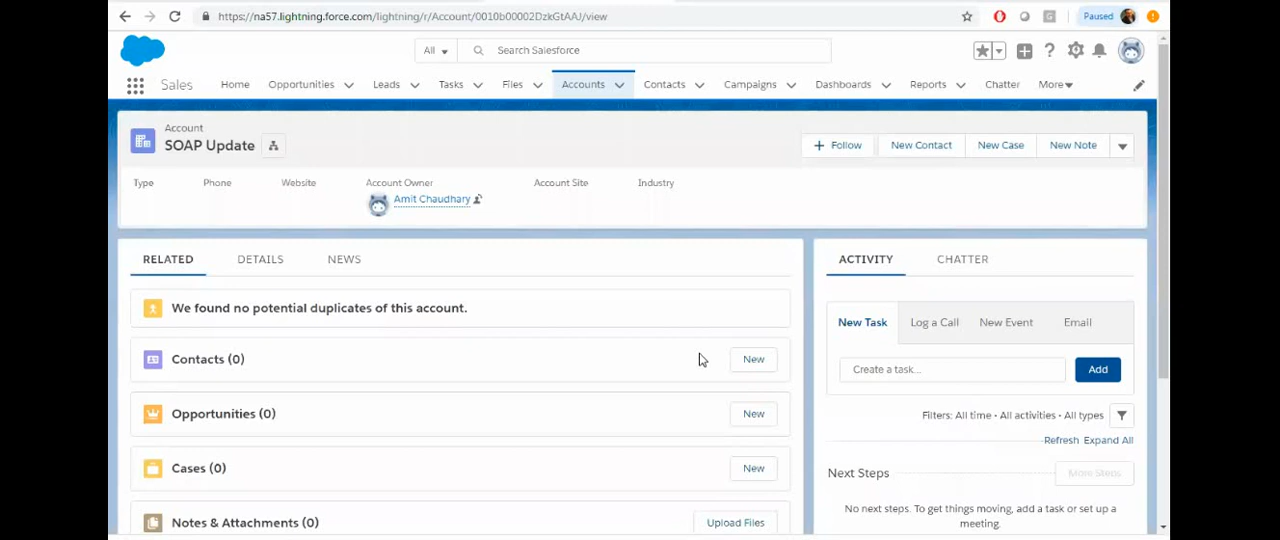 https://na57.lightning.force.com/lightning/r/Account/0010b00002DzkGtAAJ/view
Paused
All
Search Salesforce
Sales
Home
Opportunities
Leads
Tasks
Files
Accounts
Contacts
Campaigns
Dashboards
Reports
Chatter
More
Account
SOAP Update
+ Follow
New Contact
New Case
New Note
Type
Phone
Website
Account Owner
Account Site
Industry
Amit Chaudhary
RELATED
DETAILS
NEWS
We found no potential duplicates of this account.
Contacts (0)
New
Opportunities (0)
New
Cases (0)
New
Notes & Attachments (0)
Upload Files
ACTIVITY
CHATTER
New Task
Log a Call
New Event
Email
Create a task...
Add
Filters: All time • All activities • All types
Refresh Expand All
Next Steps
More Steps
No next steps. To get things moving, add a task or set up a
meeting.